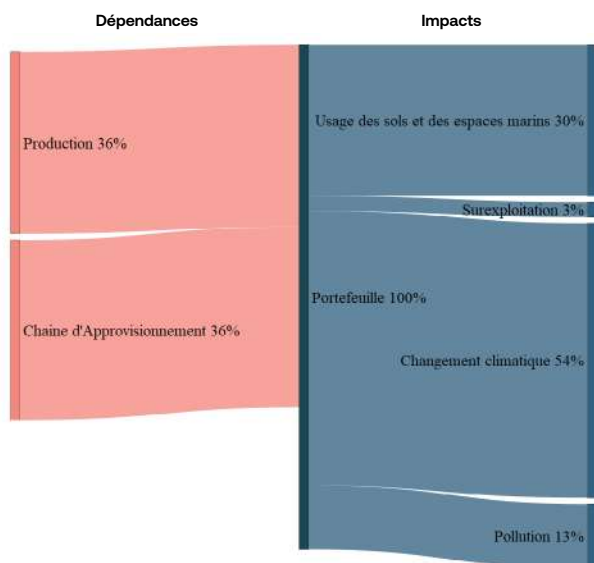 Dépendances
Impacts
Production 36%
Chaine d'Approvisionnement 36%
Portefeuille 100%
Usage des sols et des espaces marins 30%
Surexploitation 3%
Changement climatique 54%
Pollution 13%